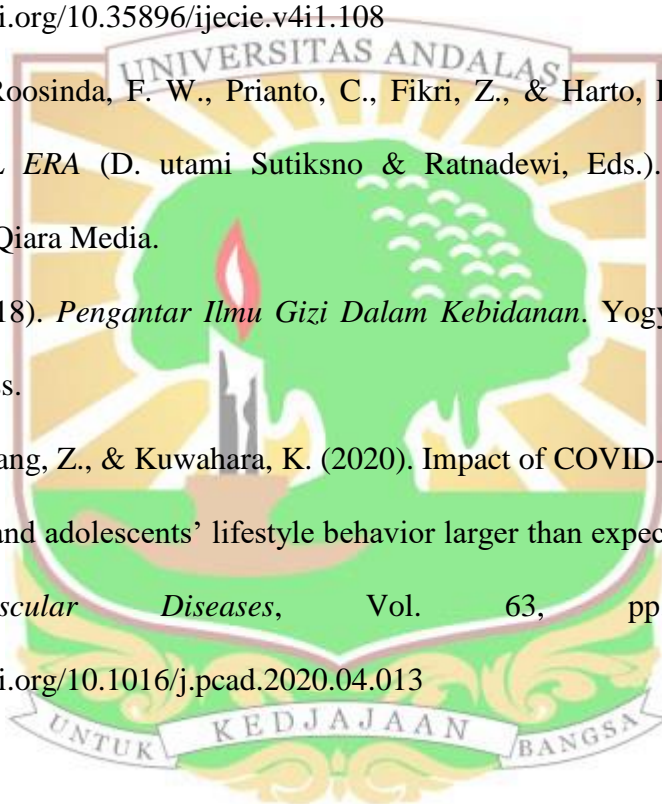 i.org/10.35896/ijecie.v4i1.108
UNIVERSITAS ANDALAS
Roosinda, F. W., Prianto, C., Fikri, Z., & Harto,
ERA (D. utami Sutiksno & Ratnadewi, Eds.).
Qiara Media.
18). Pengantar Ilmu Gizi Dalam Kebidanan. Yogy
s.
ang, Z., & Kuwahara, K. (2020). Impact of COVID-
and adolescents’ lifestyle behavior larger than expec
scular Diseases, Vol. 63, pp
i.org/10.1016/j.pcad.2020.04.013
UNTUK KEDJAJAAN BANGSA